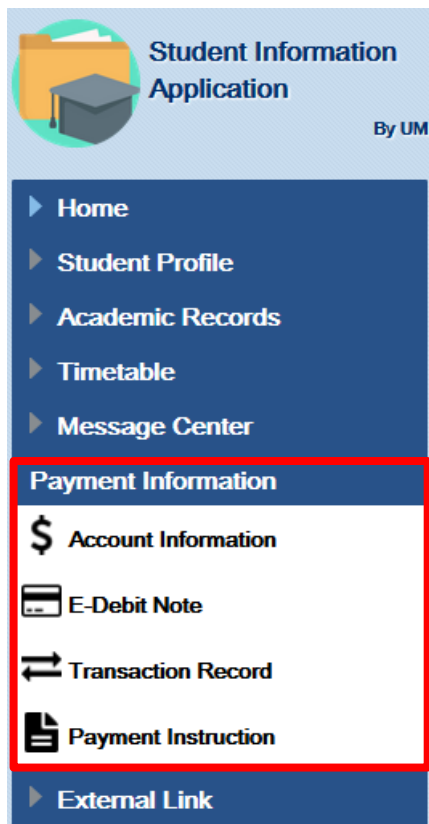 Student Information
Application
By UM
Home
Student Profile
Academic Records
Timetable
Message Center
Payment Information
$ Account Information
E-Debit Note
Transaction Record
Payment Instruction
External Link